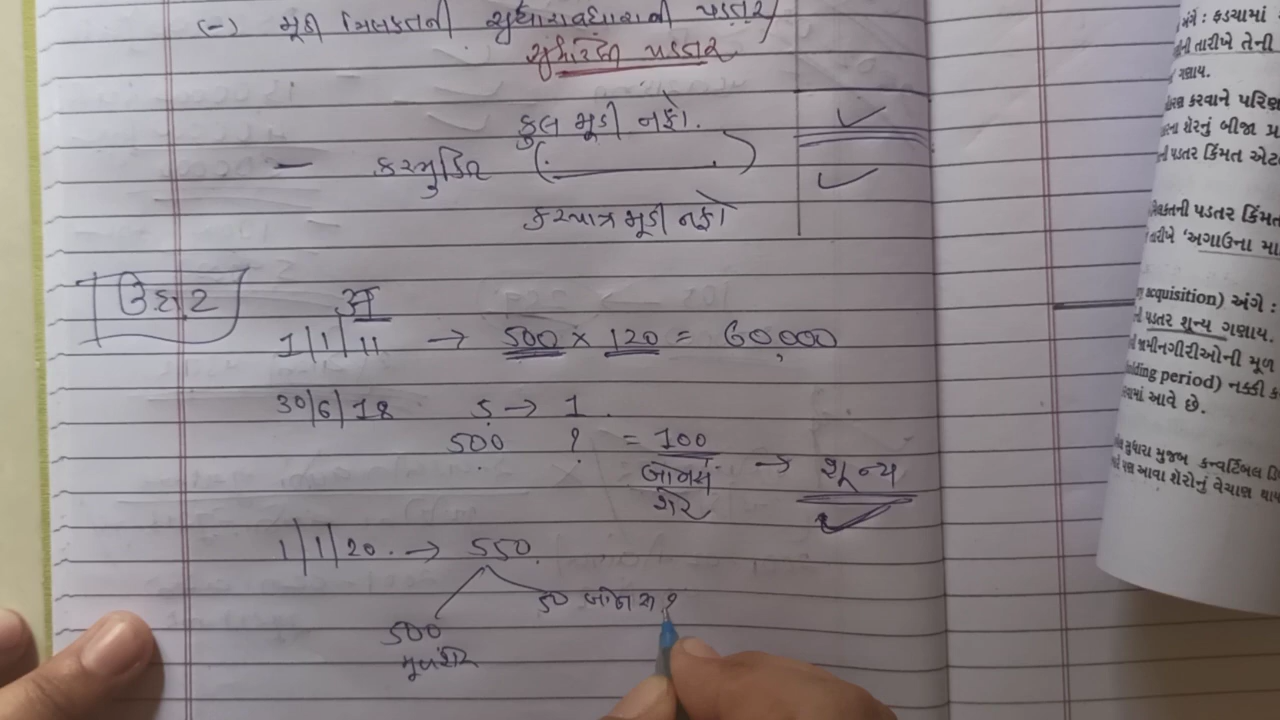 (-) મૂડી મિલકતની સુધારાવધારાની પડતર/
સુધારેલી પડતર
કુલ મૂડી નફો.
- કરમુક્તિ (- .)
કરપાત્ર મૂડી નફો
ઉદા,2 અ
1/1/11 → 500 × 120 = 60,000
30/6/18 5 → 1.
500 ? = 100
બોનસ → શૂન્ય
શેર
1/1/20. → 550.
50 બોનસ ?
500
મૂળશેર
અંગે : ફડચામાં
તારીખે તેની
ગણાય.
કરવાને પરિણ
શેરનું બીજા પ્ર
પડતર કિંમત એટ
મિલકતની પડતર કિંમત
તારીખે 'અગાઉના મા
acquisition) અંગે :
પડતર શૂન્ય ગણાય.
જામીનગીરીઓની મૂળ
holding period) નક્કી ક
કરવામાં આવે છે.
સુધારા મુજબ કન્વર્ટિબલ ડિ
પણ આવા શેરોનું વેચાણ થાય